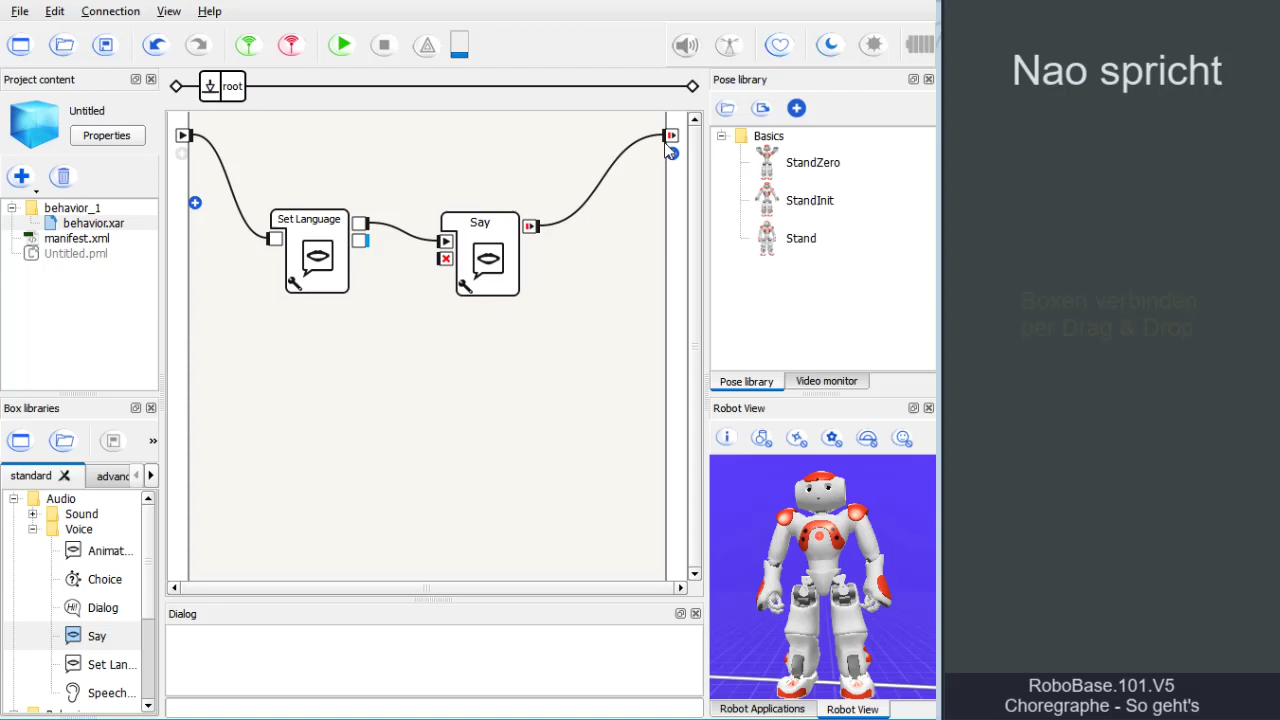 File Edit Connection View Help
Project content
Untitled
Properties
behavior_1
behavior.xar
manifest.xml
Untitled.pml
root
Set Language
Say
Pose library
Basics
StandZero
StandInit
Stand
Pose library Video monitor
Box libraries
standard advanc
Audio
Sound
Voice
Animat...
Choice
Hi! Dialog
Say
Set Lan...
Speech...
Dialog
Robot View
Robot Applications Robot View
Nao spricht
Boxen verbinden
per Drag & Drop
RoboBase.101.V5
Choregraphe - So geht's